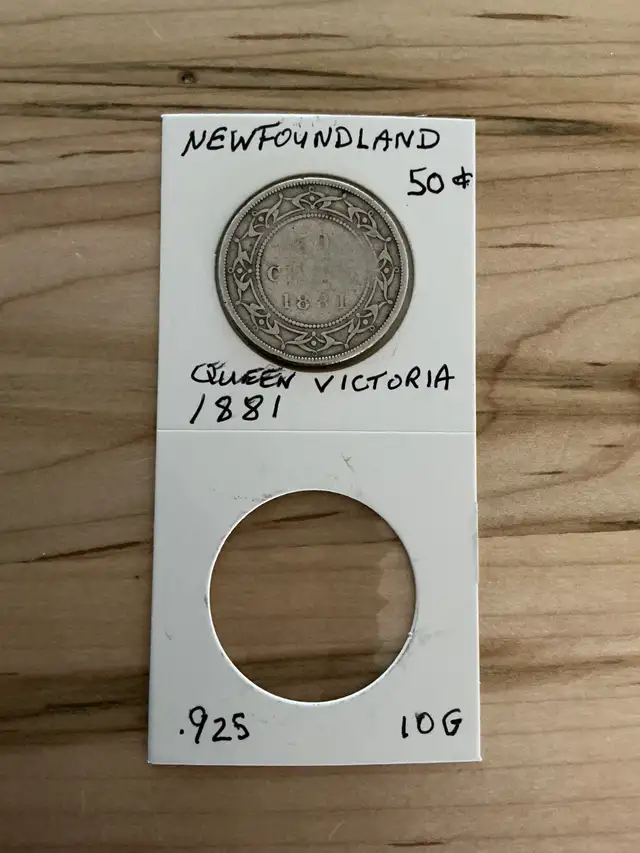 NEWFOUNDLAND
50 ¢
50
CENTS
1881
QUEEN VICTORIA
1881
.925
10G